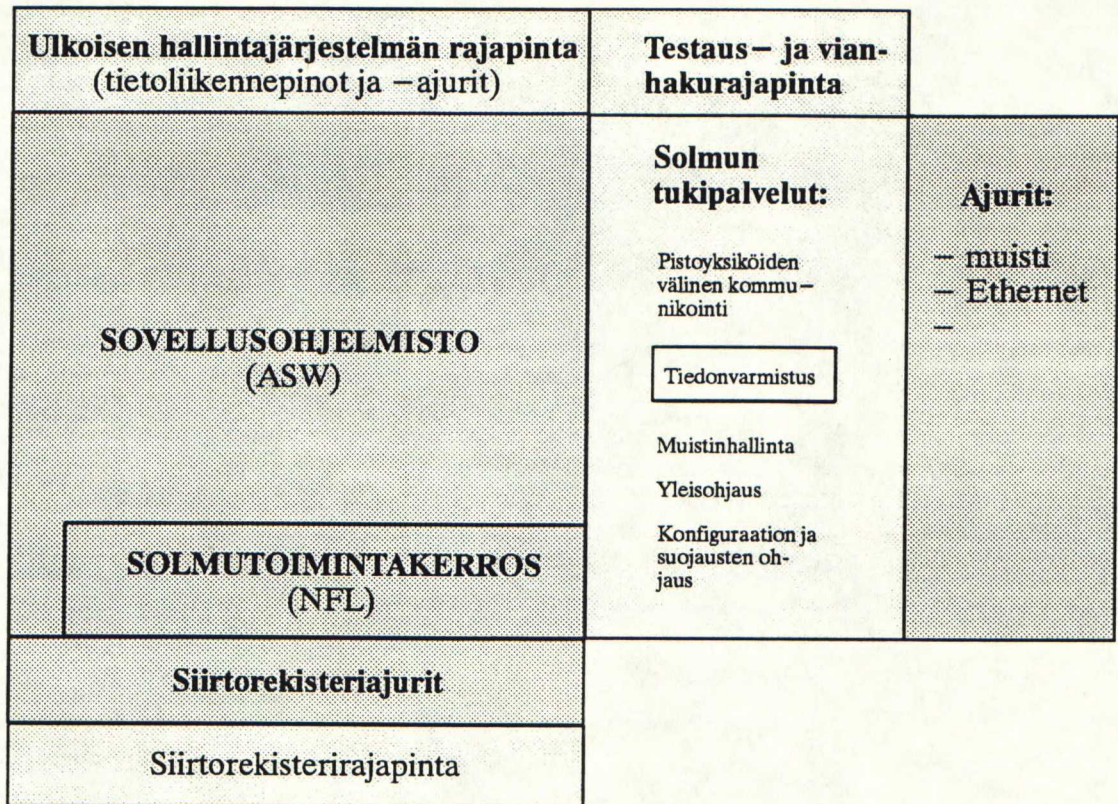 Ulkoisen hallintajärjestelmän rajapinta
(tietoliikennepinot ja –ajurit)
Testaus– ja vian-
hakurajapinta
SOVELLUSOHJELMISTO
(ASW)
SOLMUTOIMINTAKERROS
(NFL)
Solmun
tukipalvelut:
Pistoyksiköiden
välinen kommu–
nikointi
Tiedonvarmistus
Muistinhallinta
Yleisohjaus
Konfiguraation ja
suojausten oh-
jaus
Ajurit:
– muisti
– Ethernet
–
Siirtorekisteriajurit
Siirtorekisterirajapinta